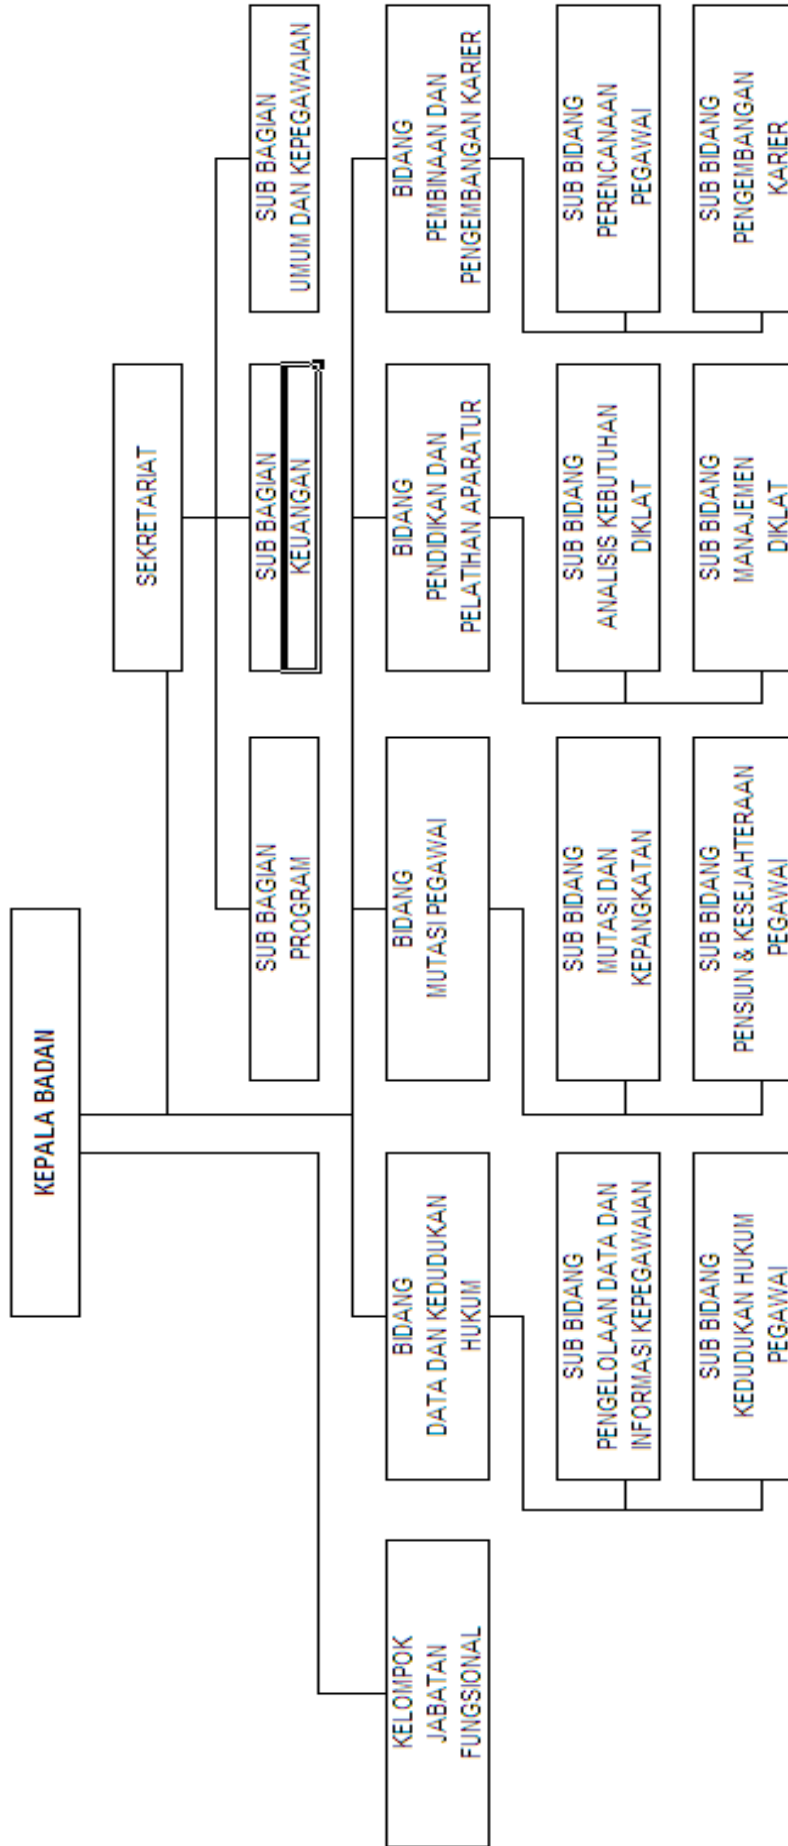 KEPALA BADAN
SEKRETARIAT
SUB BAGIAN
PROGRAM
SUB BAGIAN
KEUANGAN
SUB BAGIAN
UMUM DAN KEPEGAWAIAN
KELOMPOK
JABATAN
FUNGSIONAL
BIDANG
DATA DAN KEDUDUKAN
HUKUM
BIDANG
MUTASI PEGAWAI
BIDANG
PENDIDIKAN DAN
PELATIHAN APARATUR
BIDANG
PEMBINAAN DAN
PENGEMBANGAN KARIER
SUB BIDANG
PENGELOLAAN DATA DAN
INFORMASI KEPEGAWAIAN
SUB BIDANG
MUTASI DAN
KEPANGKATAN
SUB BIDANG
ANALISIS KEBUTUHAN
DIKLAT
SUB BIDANG
PERENCANAAN
PEGAWAI
SUB BIDANG
KEDUDUKAN HUKUM
PEGAWAI
SUB BIDANG
PENSIUN & KESEJAHTERAAN
PEGAWAI
SUB BIDANG
MANAJEMEN
DIKLAT
SUB BIDANG
PENGEMBANGAN
KARIER